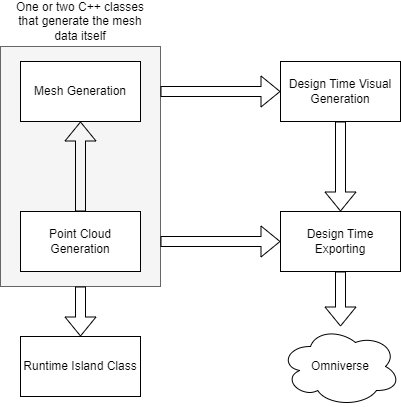 One or two C++ classes
that generate the mesh
data itself
Mesh Generation
Design Time Visual
Generation
Point Cloud
Generation
Design Time
Exporting
Runtime Island Class
Omniverse